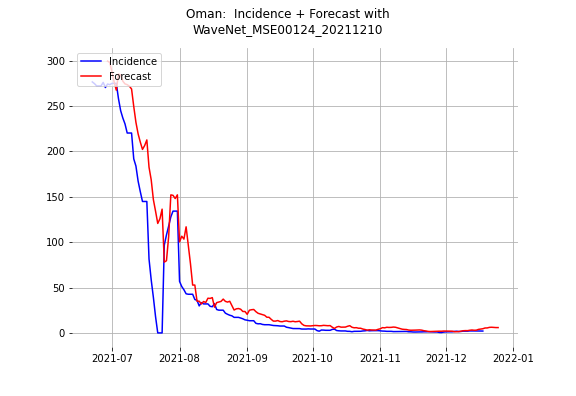 Oman:  Incidence + Forecast with
WaveNet_MSE00124_20211210
Incidence
Forecast
300
250
200
150
100
50
0
2021-07 2021-08 2021-09 2021-10 2021-11 2021-12 2022-01